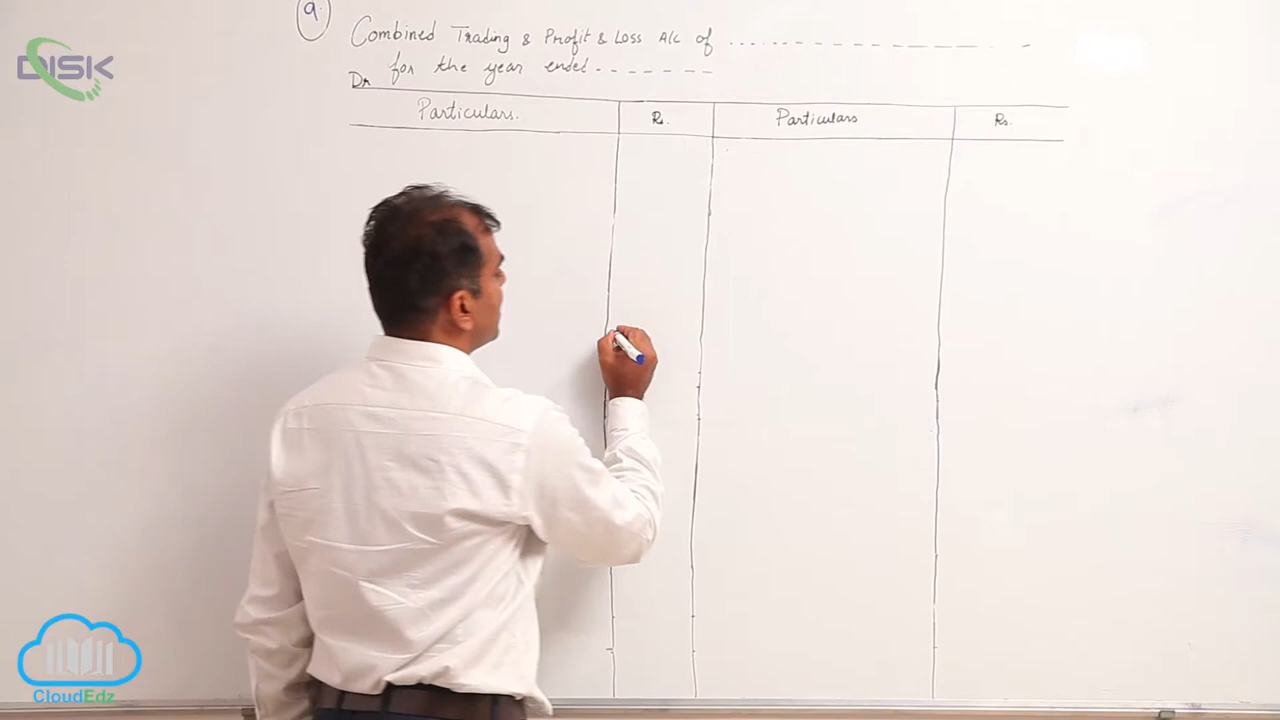 9.
DISK
Combined Trading & Profit & Loss A/c of ........--------------- . . -
for the year ended -------
Dr
Particulars. Rs. Particulars Rs.
CloudEdz